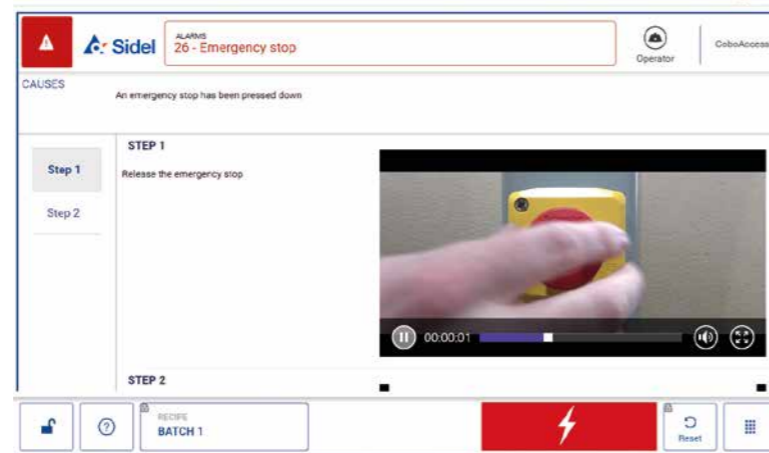 Sidel
ALARMS
26 - Emergency stop
Operator
CoboAccess
CAUSES
An emergency stop has been pressed down
Step 1
Step 2
STEP 1
Release the emergency stop
00:00:01
STEP 2
RECIPE
BATCH 1
Reset